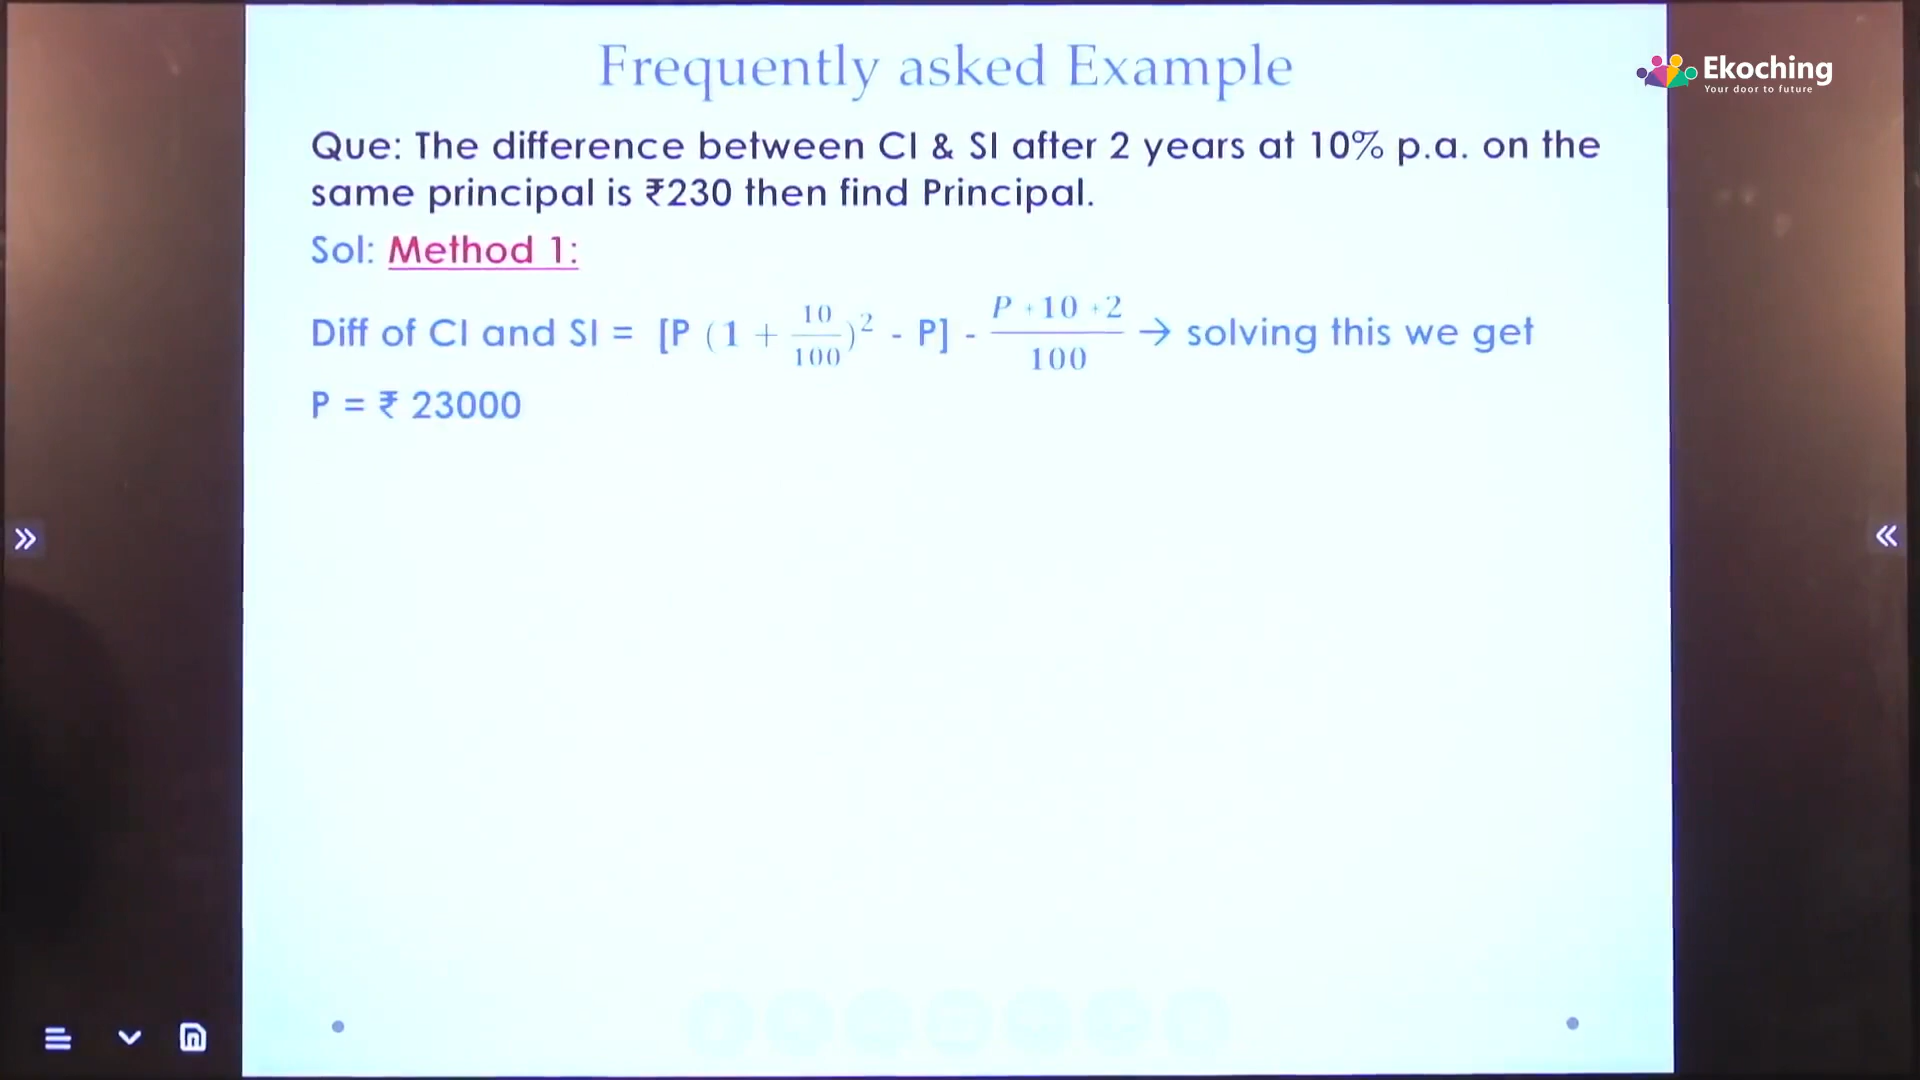 Frequently asked Example
Ekoching
Your door to future
Que: The difference between CI & SI after 2 years at 10% p.a. on the
same principal is ₹230 then find Principal.
Sol: Method 1:
Diff of CI and SI = [P (1 + 10/100)² - P] - P*10*2/100 → solving this we get
P = ₹ 23000